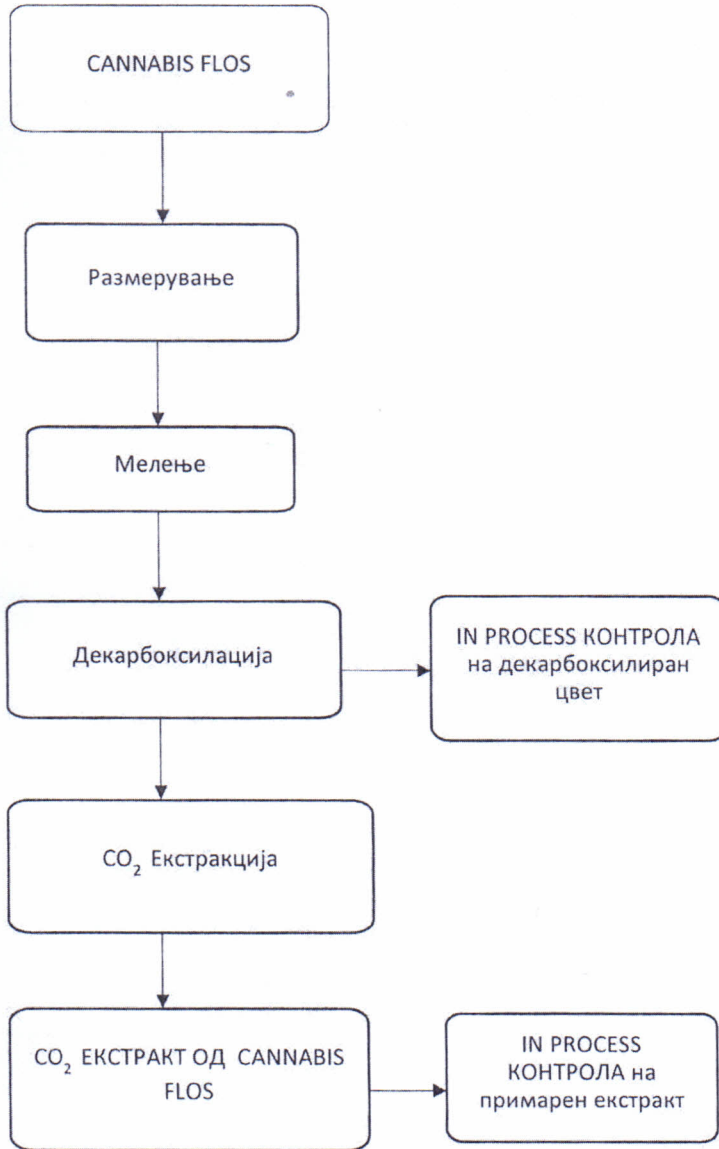 CANNABIS FLOS
Размерување
Мелење
Декарбоксилација
IN PROCESS КОНТРОЛА
на декарбоксилиран
цвет
CO₂ Екстракција
CO₂ ЕКСТРАКТ ОД CANNABIS
FLOS
IN PROCESS
КОНТРОЛА на
примарен екстракт